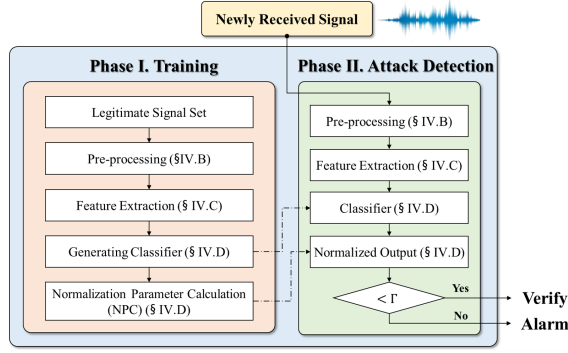 Newly Received Signal
Phase I. Training
Legitimate Signal Set
Pre-processing (§IV.B)
Feature Extraction (§ IV.C)
Generating Classifier (§ IV.D)
Normalization Parameter Calculation
(NPC) (§ IV.D)
Phase II. Attack Detection
Pre-processing (§ IV.B)
Feature Extraction (§ IV.C)
Classifier (§ IV.D)
Normalized Output (§ IV.D)
< Γ
Yes
Verify
No
Alarm